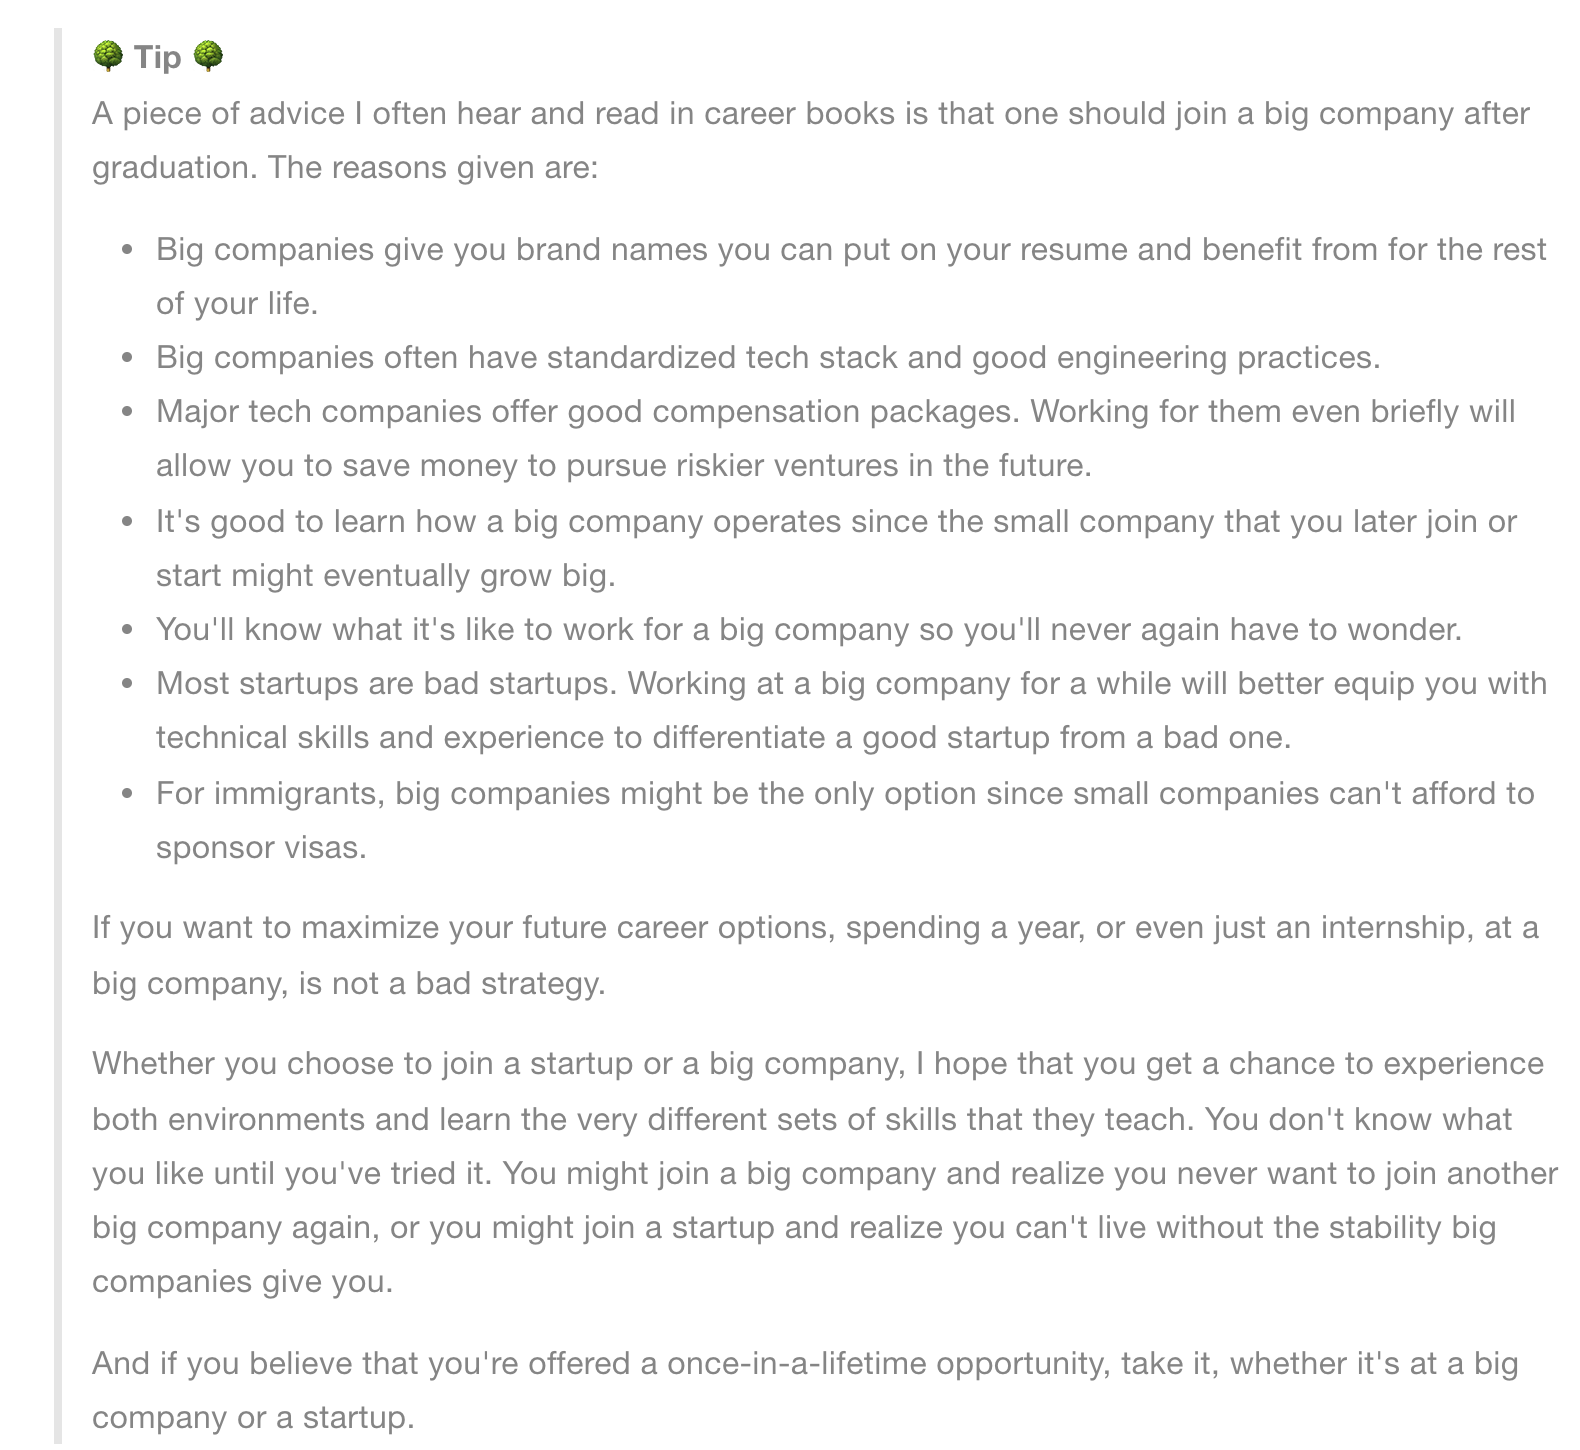 🌳 Tip 🌳
A piece of advice I often hear and read in career books is that one should join a big company after
graduation. The reasons given are:
• Big companies give you brand names you can put on your resume and benefit from for the rest
of your life.
• Big companies often have standardized tech stack and good engineering practices.
• Major tech companies offer good compensation packages. Working for them even briefly will
allow you to save money to pursue riskier ventures in the future.
• It's good to learn how a big company operates since the small company that you later join or
start might eventually grow big.
• You'll know what it's like to work for a big company so you'll never again have to wonder.
• Most startups are bad startups. Working at a big company for a while will better equip you with
technical skills and experience to differentiate a good startup from a bad one.
• For immigrants, big companies might be the only option since small companies can't afford to
sponsor visas.
If you want to maximize your future career options, spending a year, or even just an internship, at a
big company, is not a bad strategy.
Whether you choose to join a startup or a big company, I hope that you get a chance to experience
both environments and learn the very different sets of skills that they teach. You don't know what
you like until you've tried it. You might join a big company and realize you never want to join another
big company again, or you might join a startup and realize you can't live without the stability big
companies give you.
And if you believe that you're offered a once-in-a-lifetime opportunity, take it, whether it's at a big
company or a startup.